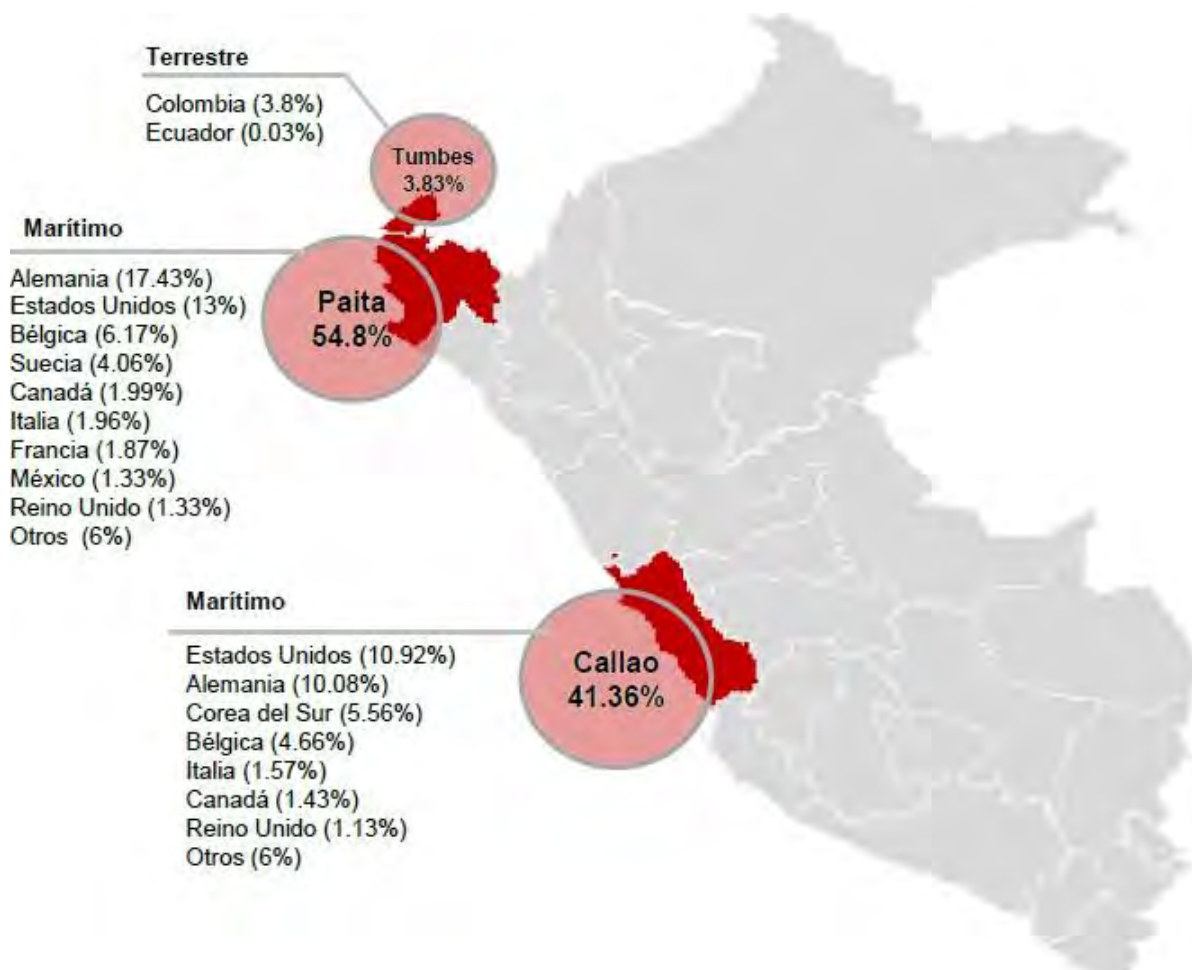 Terrestre
Colombia (3.8%)
Ecuador (0.03%)
Tumbes
3.83%
Marítimo
Alemania (17.43%)
Estados Unidos (13%)
Bélgica (6.17%)
Suecia (4.06%)
Canadá (1.99%)
Italia (1.96%)
Francia (1.87%)
México (1.33%)
Reino Unido (1.33%)
Otros (6%)
Paita
54.8%
Marítimo
Estados Unidos (10.92%)
Alemania (10.08%)
Corea del Sur (5.56%)
Bélgica (4.66%)
Italia (1.57%)
Canadá (1.43%)
Reino Unido (1.13%)
Otros (6%)
Callao
41.36%